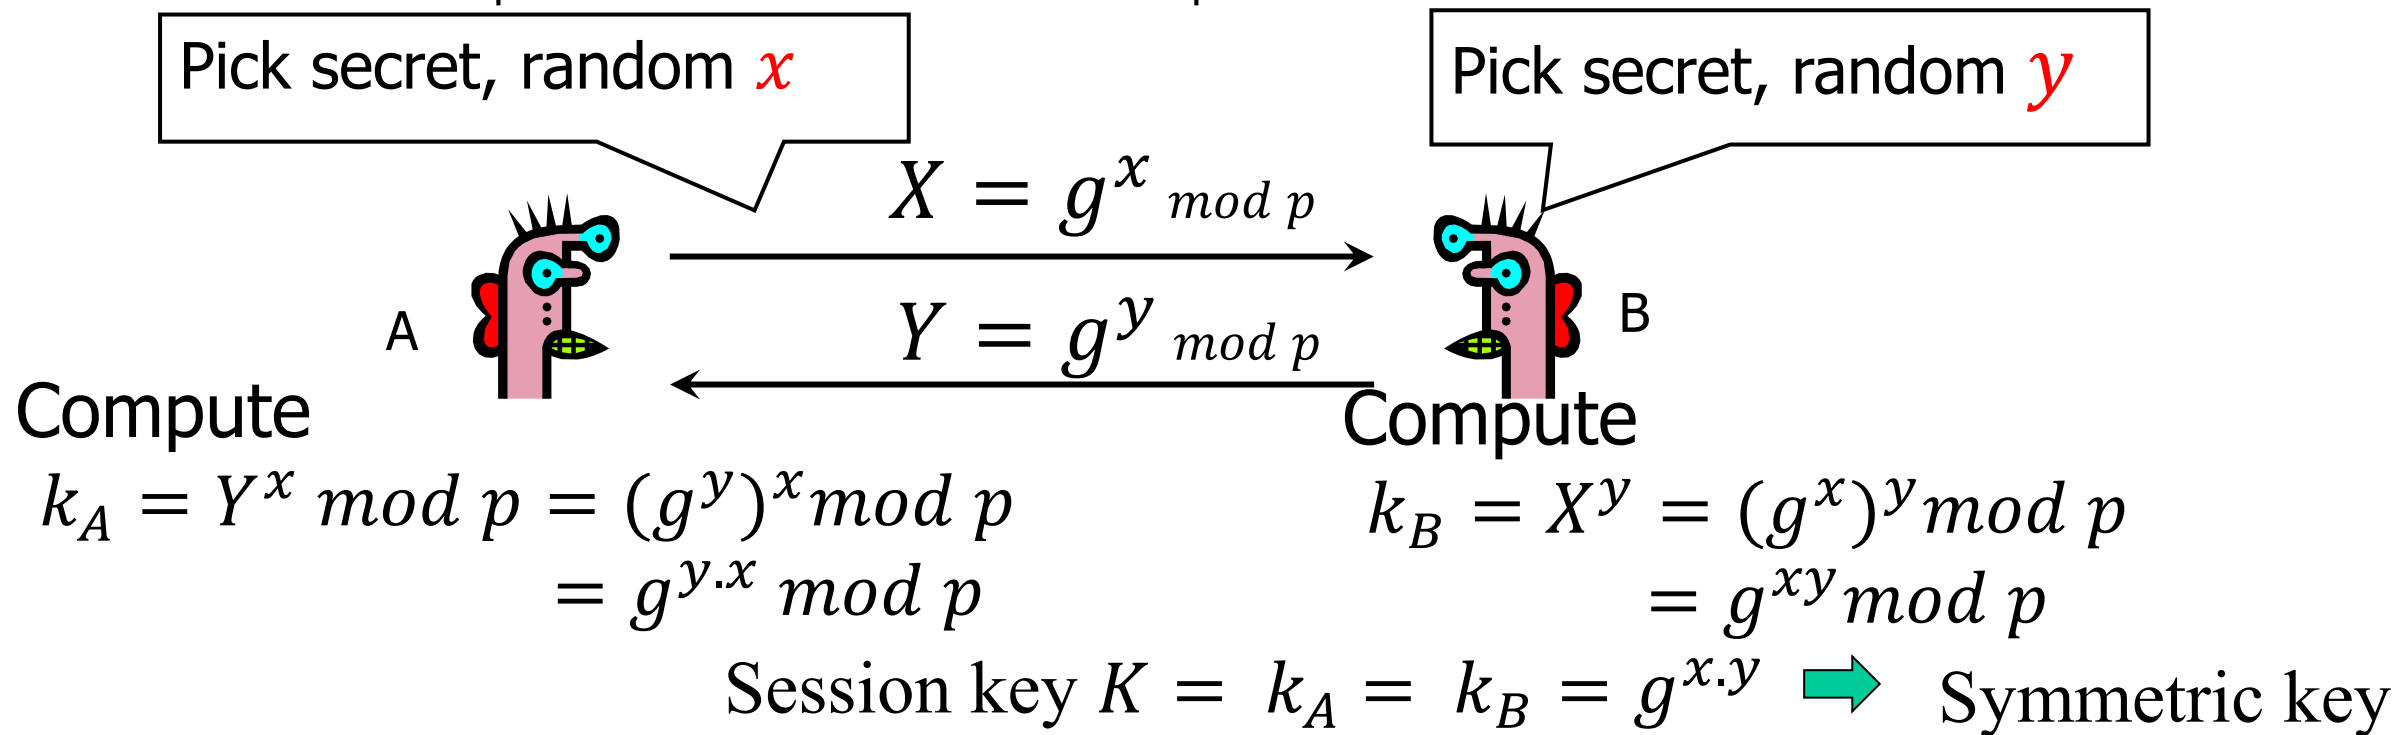 Pick secret, random x
Pick secret, random y
X = g^x mod p
Y = g^y mod p
A
B
Compute
k_A = Y^x mod p = (g^y)^x mod p
= g^{y.x} mod p
Compute
k_B = X^y = (g^x)^y mod p
= g^{xy} mod p
Session key K = k_A = k_B = g^{x.y}
Symmetric key